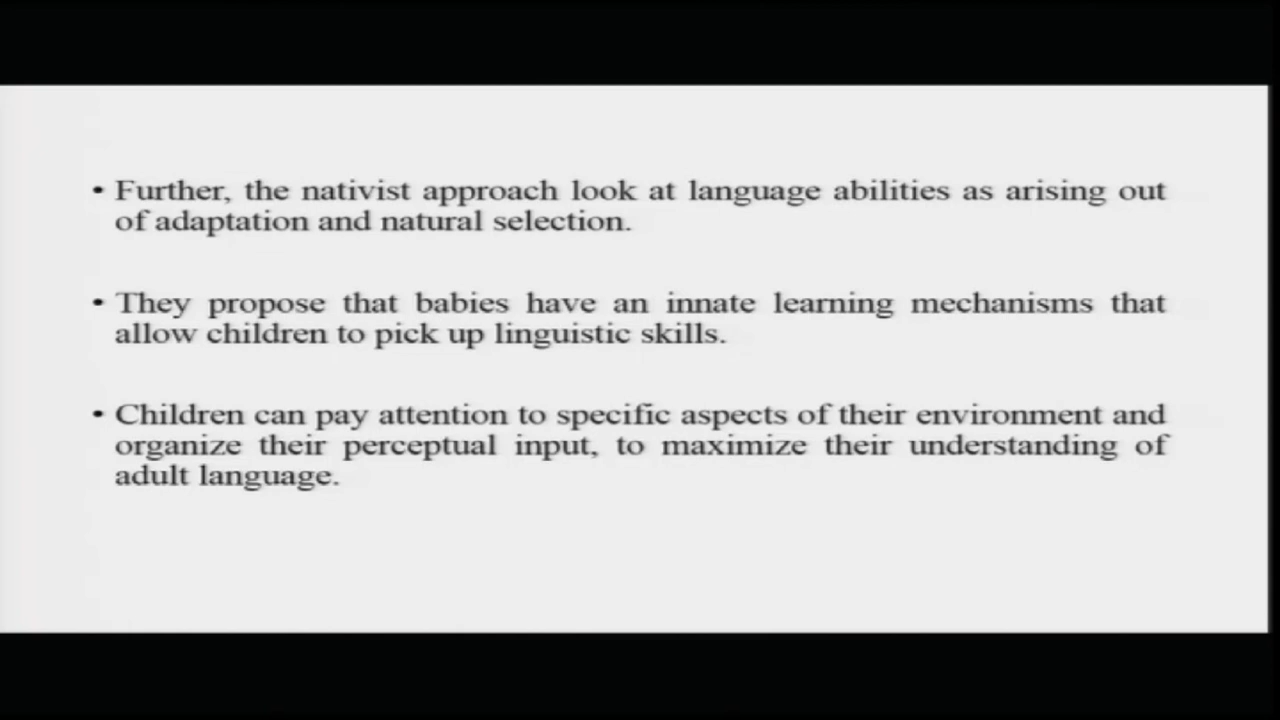 • Further, the nativist approach look at language abilities as arising out
of adaptation and natural selection.
• They propose that babies have an innate learning mechanisms that
allow children to pick up linguistic skills.
• Children can pay attention to specific aspects of their environment and
organize their perceptual input, to maximize their understanding of
adult language.